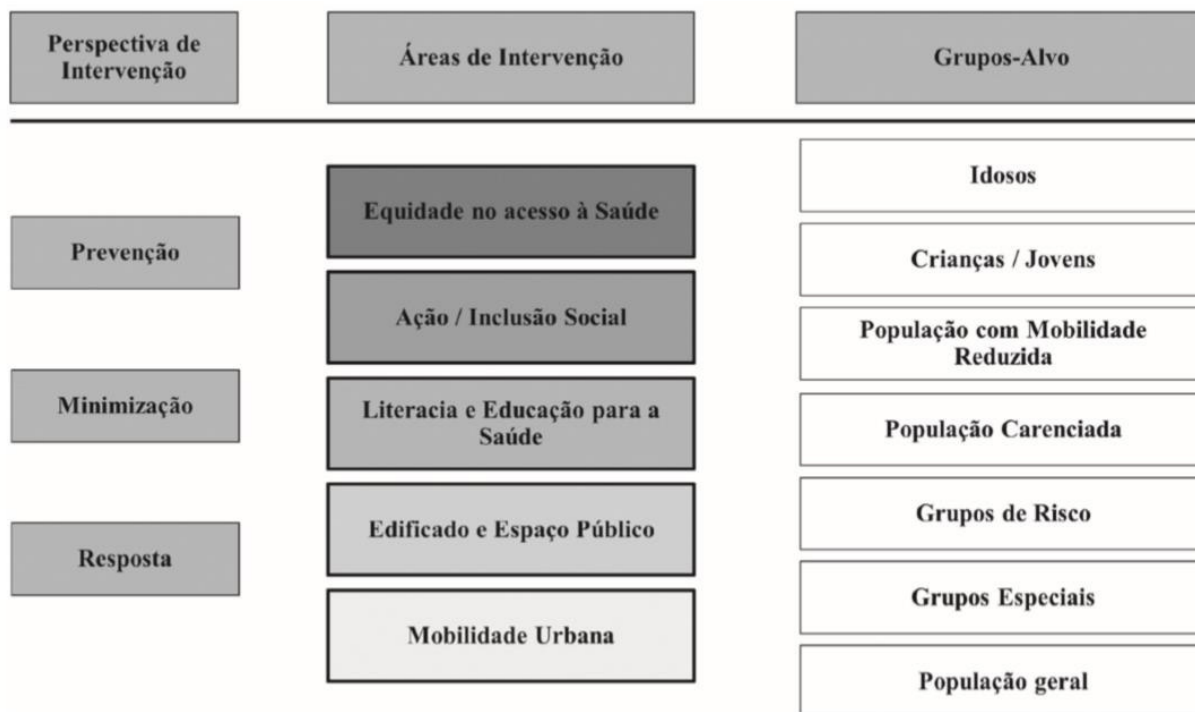 Perspectiva de
Intervenção
Áreas de Intervenção
Grupos-Alvo
Prevenção
Minimização
Resposta
Equidade no acesso à Saúde
Ação / Inclusão Social
Literacia e Educação para a
Saúde
Edificado e Espaço Público
Mobilidade Urbana
Idosos
Crianças / Jovens
População com Mobilidade
Reduzida
População Carenciada
Grupos de Risco
Grupos Especiais
População geral